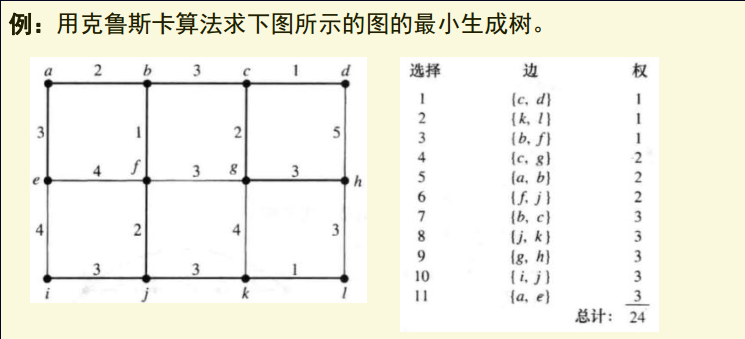 例：用克鲁斯卡算法求下图所示的图的最小生成树。
a 2 b 3 c 1 d
3 1 2 5
e 4 f 3 g 3 h
4 2 4 3
3 3 1
i j k l
选择 边 权
1 {c, d} 1
2 {k, l} 1
3 {b, f} 1
4 {c, g} 2
5 {a, b} 2
6 {f, j} 2
7 {b, c} 3
8 {j, k} 3
9 {g, h} 3
10 {i, j} 3
11 {a, e} 3
总计： 24